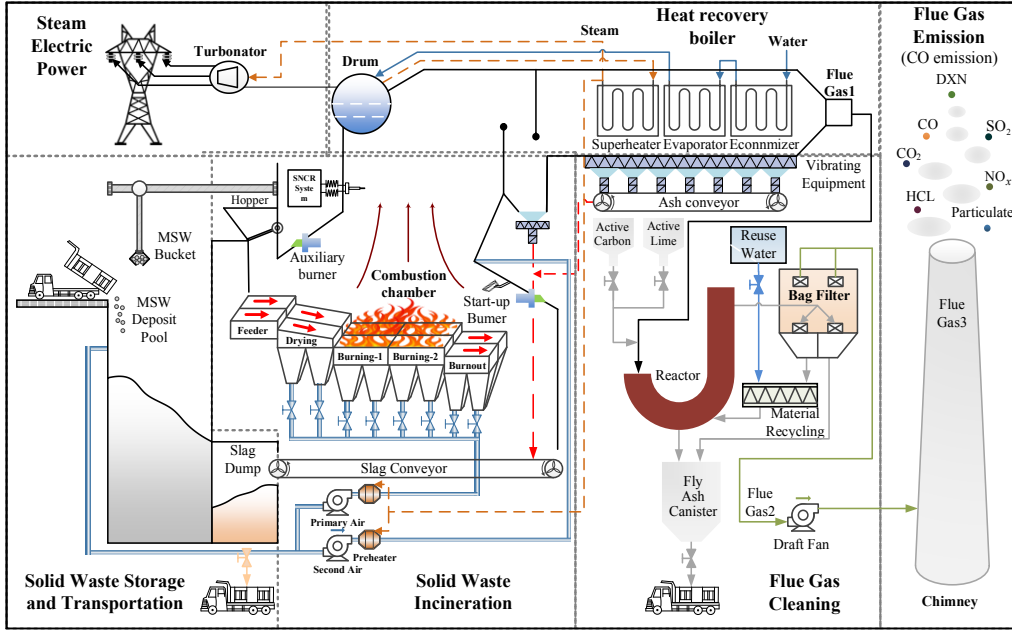 Steam
Electric
Power
Turbonator
Drum
Steam
Heat recovery
boiler
Water
Flue
Gas1
Superheater
Evaporator
Econnmizer
Vibrating
Equipment
Ash conveyor
Flue Gas
Emission
(CO emission)
DXN
CO
SO2
CO2
NOx
HCL
Particulate
Flue
Gas3
Chimney
MSW
Bucket
MSW
Deposit
Pool
Hopper
SNCR
Syste
m
Auxiliary
burner
Combustion
chamber
Start-up
Burner
Feeder
Drying
Burning-1
Burning-2
Burnout
Slag
Dump
Slag Conveyor
Primary Air
Preheater
Second Air
Solid Waste Storage
and Transportation
Solid Waste
Incineration
Active
Carbon
Active
Lime
Reuse
Water
Bag Filter
Reactor
Material
Recycling
Fly
Ash
Canister
Flue
Gas2
Draft Fan
Flue Gas
Cleaning